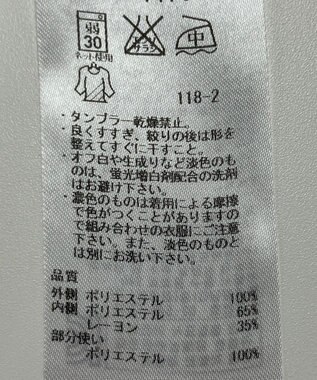 弱
30
ネット使用
中
118-2
・タンブラー乾燥禁止。
・良くすすぎ、絞りの後は形を
整えてすぐに干すこと。
・オフ白や生成りなど淡色のも
のは、蛍光増白剤配合の洗剤
はお避け下さい。
・濃色のものは着用による摩擦
で色がつくことがありますの
で組み合わせの衣服にご注意
下さい。また、淡色のものと
は別にお洗い下さい。
品質
外側 ポリエステル 100%
内側 ポリエステル 65%
レーヨン 35%
部分使い
ポリエステル 100%